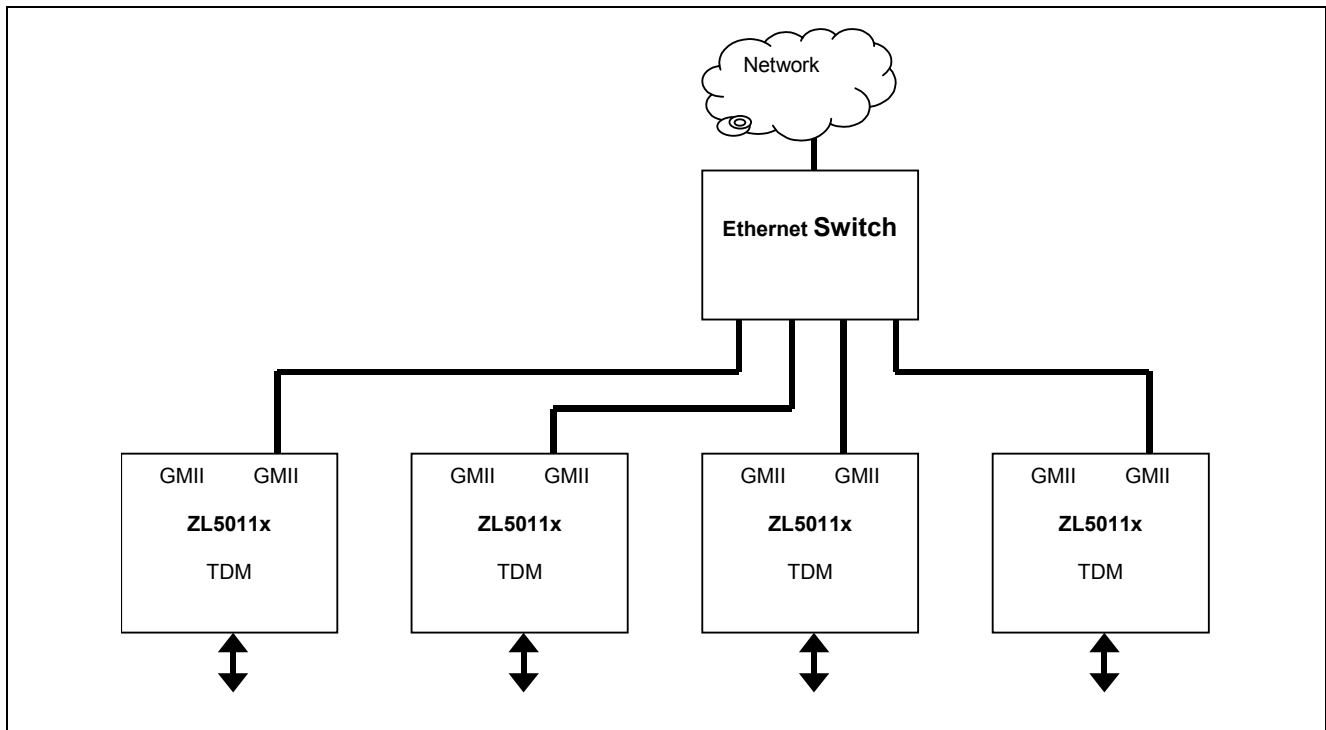 Network
Ethernet Switch
GMII GMII GMII GMII GMII GMII GMII GMII
ZL5011x ZL5011x ZL5011x ZL5011x
TDM TDM TDM TDM